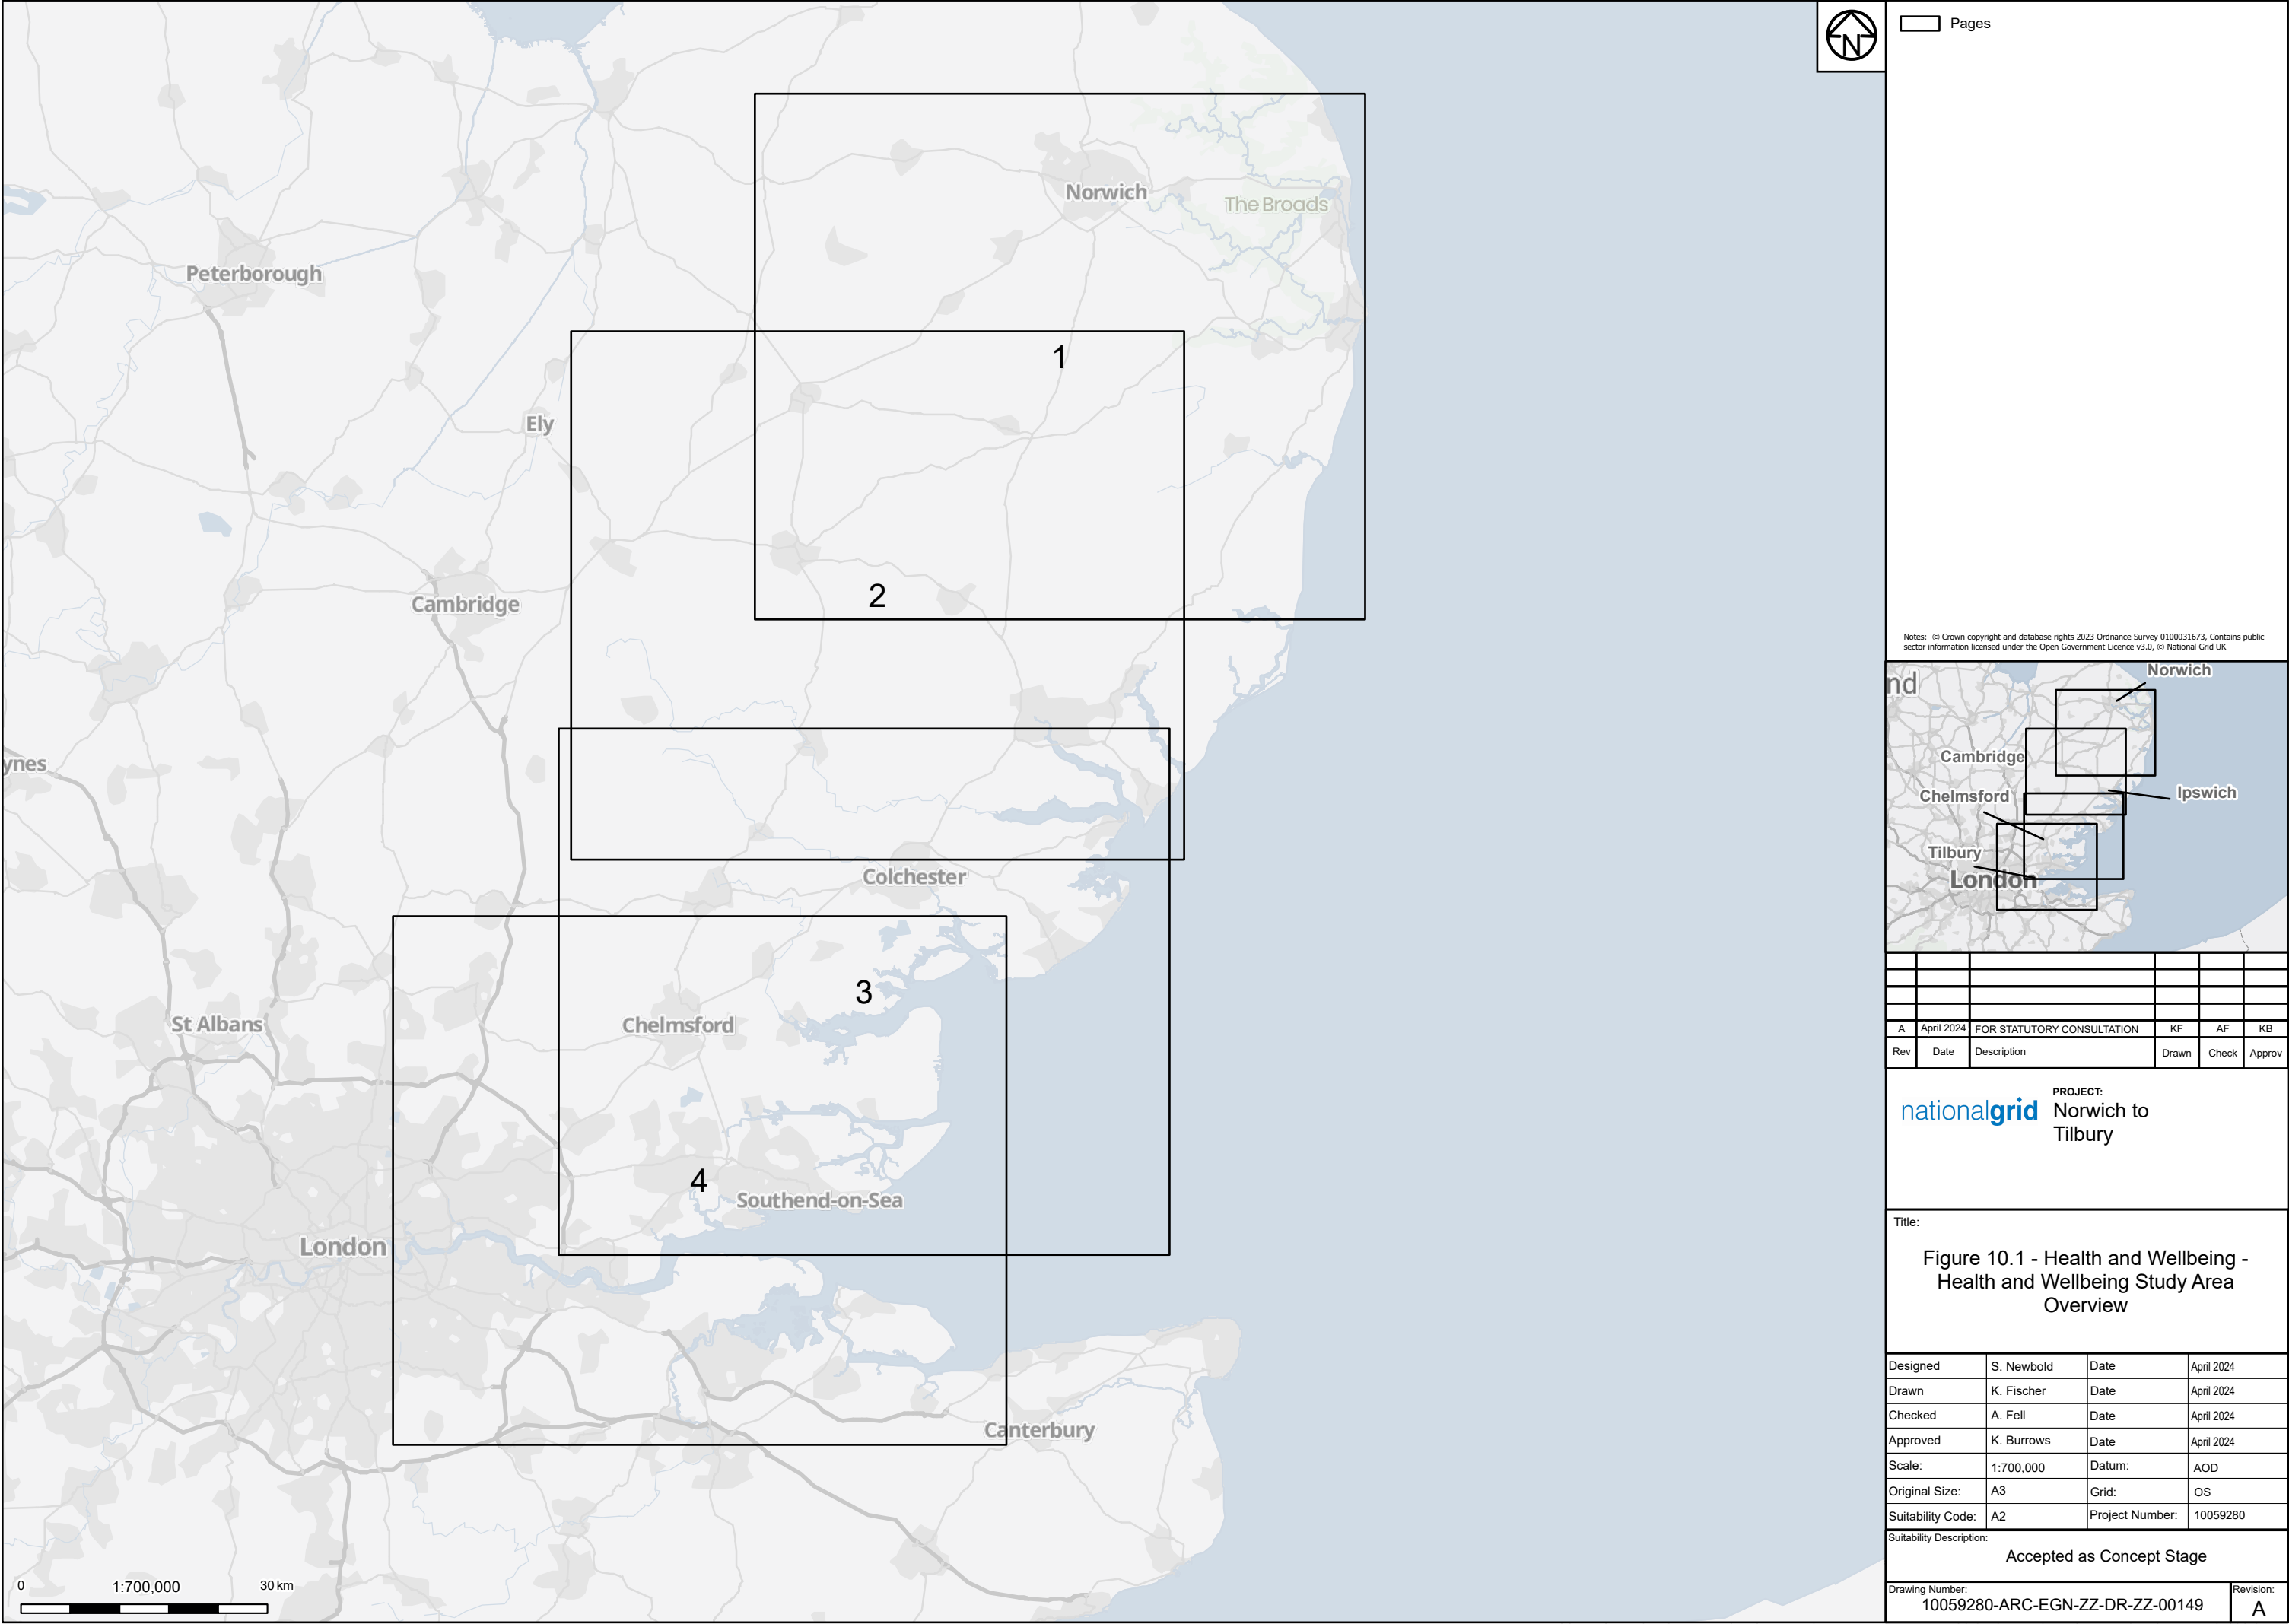 Norwich
The Broads
Peterborough
1
Ely
2
Cambridge
ynes
Colchester
3
St Albans
Chelmsford
4
Southend-on-Sea
London
Canterbury
0 1:700,000 30 km
N
Pages
Notes: © Crown copyright and database rights 2023 Ordnance Survey 0100031673, Contains public
sector information licensed under the Open Government Licence v3.0, © National Grid UK
nd
Norwich
Cambridge
Ipswich
Chelmsford
Tilbury
London
A April 2024 FOR STATUTORY CONSULTATION KF AF KB
Rev Date Description Drawn Check Approv
nationalgrid
PROJECT:
Norwich to
Tilbury
Title:
Figure 10.1 - Health and Wellbeing -
Health and Wellbeing Study Area
Overview
Designed S. Newbold Date April 2024
Drawn K. Fischer Date April 2024
Checked A. Fell Date April 2024
Approved K. Burrows Date April 2024
Scale: 1:700,000 Datum: AOD
Original Size: A3 Grid: OS
Suitability Code: A2 Project Number: 10059280
Suitability Description:
Accepted as Concept Stage
Drawing Number: Revision:
10059280-ARC-EGN-ZZ-DR-ZZ-00149 A